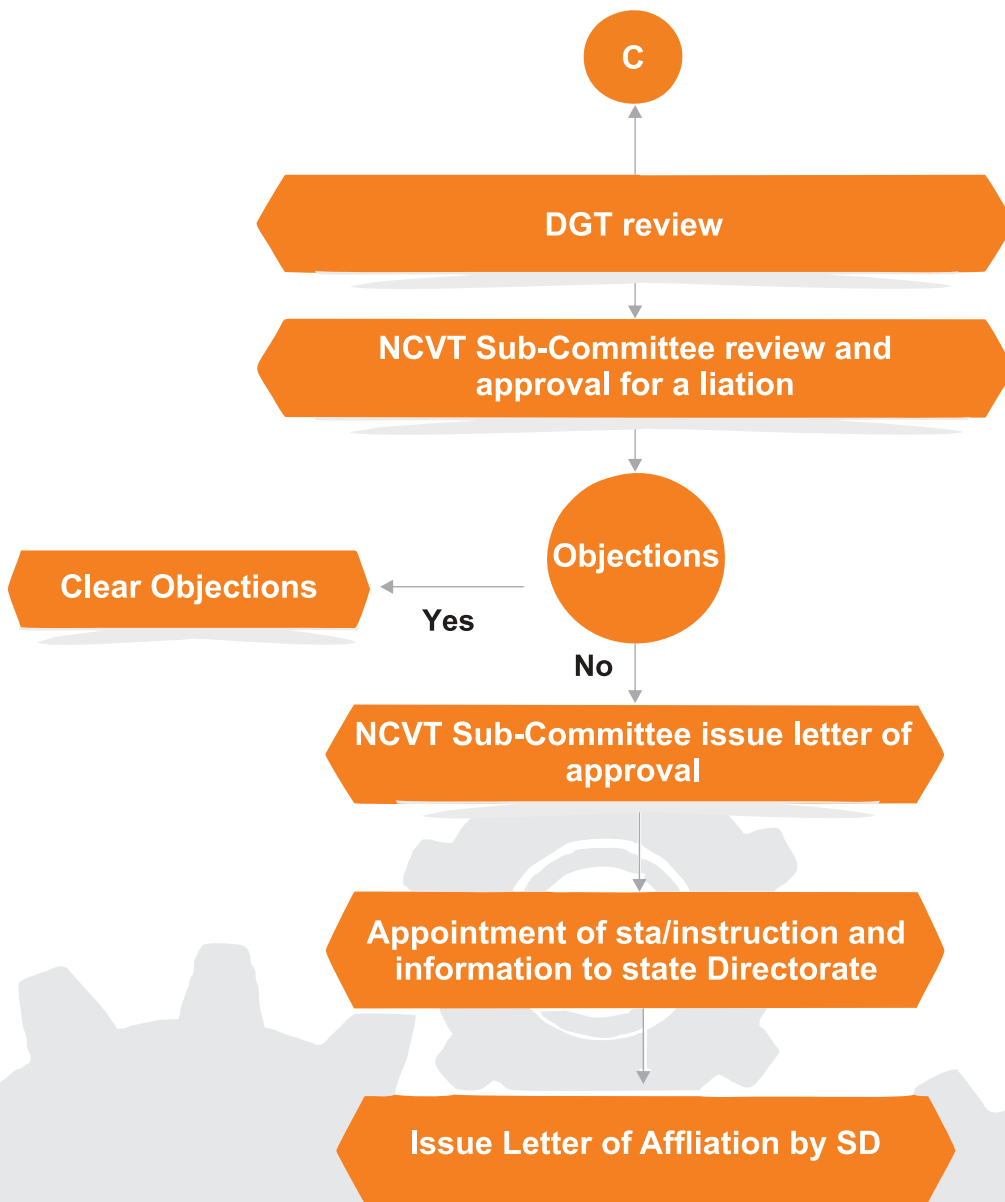 C
DGT review
NCVT Sub-Committee review and
approval for a liation
Objections
Clear Objections
Yes
No
NCVT Sub-Committee issue letter of
approval
Appointment of sta/instruction and
information to state Directorate
Issue Letter of Affliation by SD